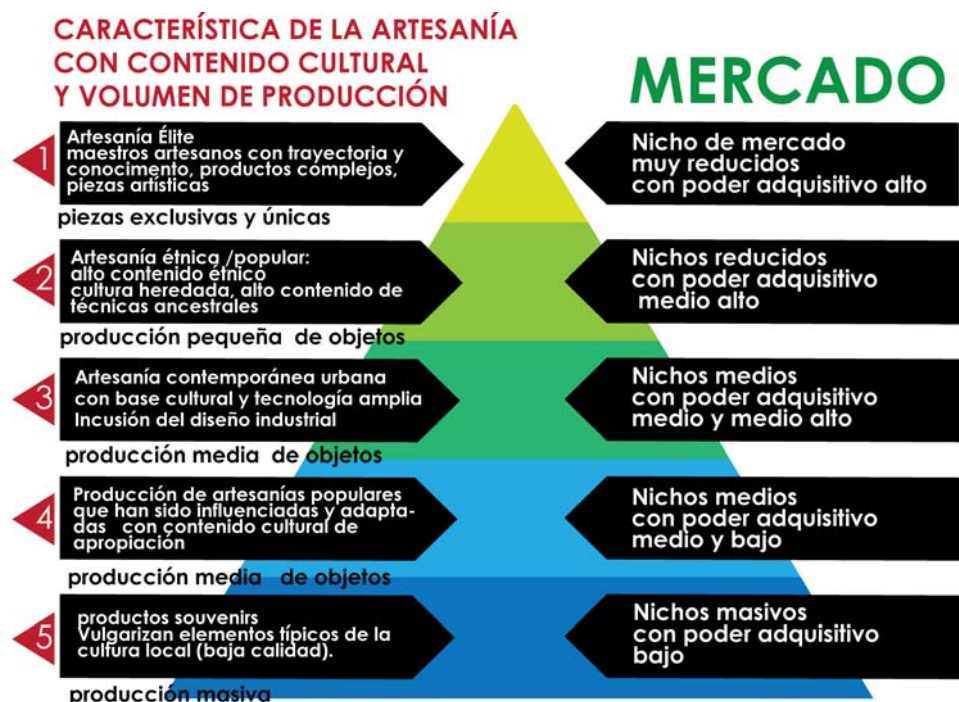 CARACTERÍSTICA DE LA ARTESANÍA
CON CONTENIDO CULTURAL
Y VOLUMEN DE PRODUCCIÓN
MERCADO
1
Artesanía Élite
maestros artesanos con trayectoria y
conocimiento, productos complejos,
piezas artísticas
piezas exclusivas y únicas
Nicho de mercado
muy reducidos
con poder adquisitivo alto
2
Artesanía étnica /popular:
alto contenido étnico
cultura heredada, alto contenido de
técnicas ancestrales
producción pequeña de objetos
Nichos reducidos
con poder adquisitivo
medio alto
3
Artesanía contemporánea urbana
con base cultural y tecnología amplia
Incusión del diseño industrial
producción media de objetos
Nichos medios
con poder adquisitivo
medio y medio alto
4
Producción de artesanías populares
que han sido influenciadas y adapta-
das con contenido cultural de
apropiación
producción media de objetos
Nichos medios
con poder adquisitivo
medio y bajo
5
productos souvenirs
Vulgarizan elementos típicos de la
cultura local (baja calidad).
producción masiva
Nichos masivos
con poder adquisitivo
bajo